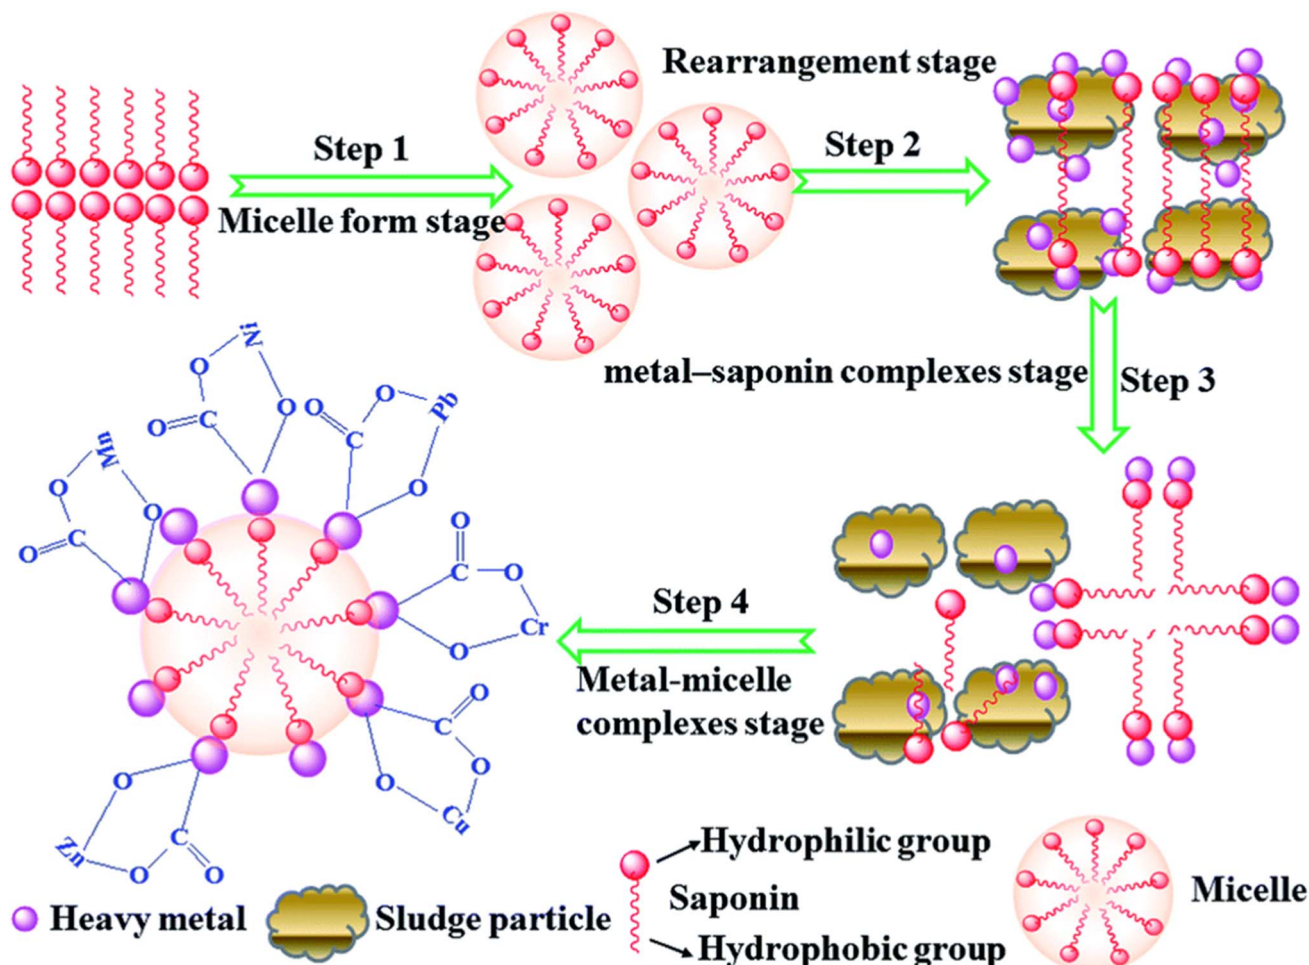 Rearrangement stage
Step 1
Micelle form stage
Step 2
metal–saponin complexes stage
Step 3
Ni
O
O
C
O
Pb
O
O
C
O
Mn
O
O
C
O
O
C
O
O
Cr
Step 4
Metal-micelle
complexes stage
O
C
O
O
Cu
O
Zn
O
C
O
Hydrophilic group
Saponin
Hydrophobic group
Micelle
Heavy metal
Sludge particle